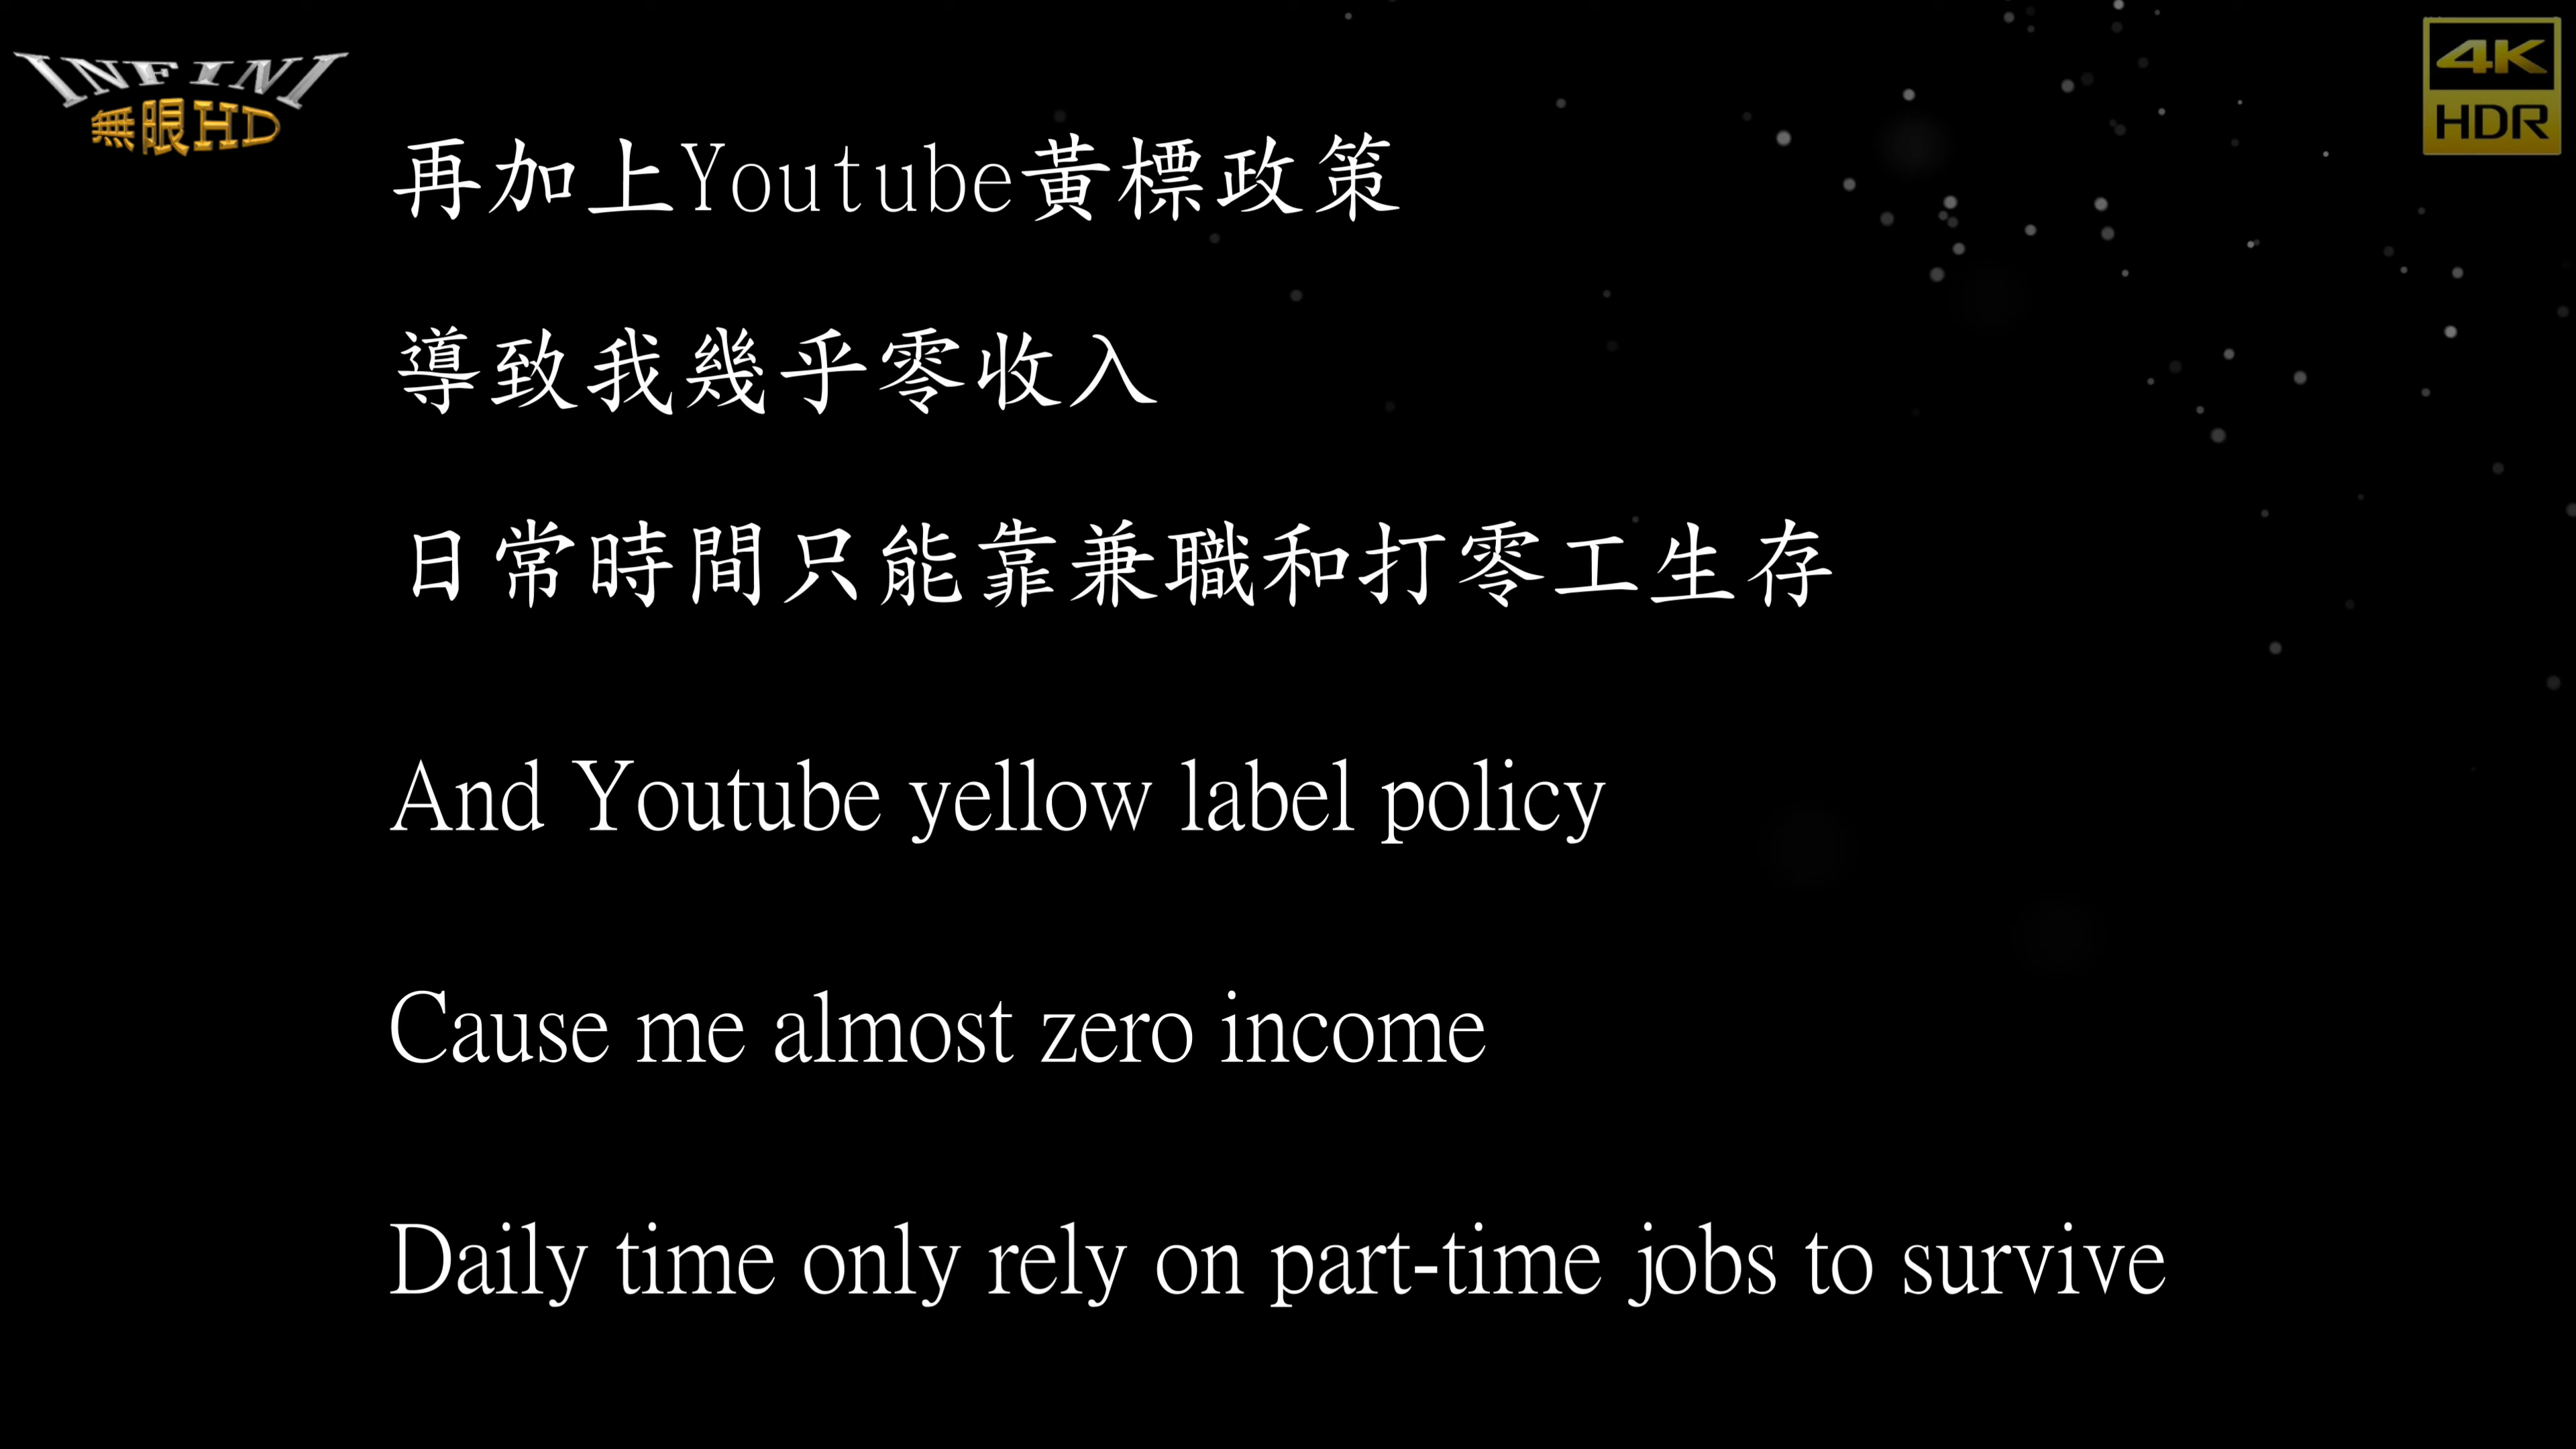 INFINI
無限HD
4K
HDR
再加上Youtube黃標政策
導致我幾乎零收入
日常時間只能靠兼職和打零工生存
And Youtube yellow label policy
Cause me almost zero income
Daily time only rely on part-time jobs to survive